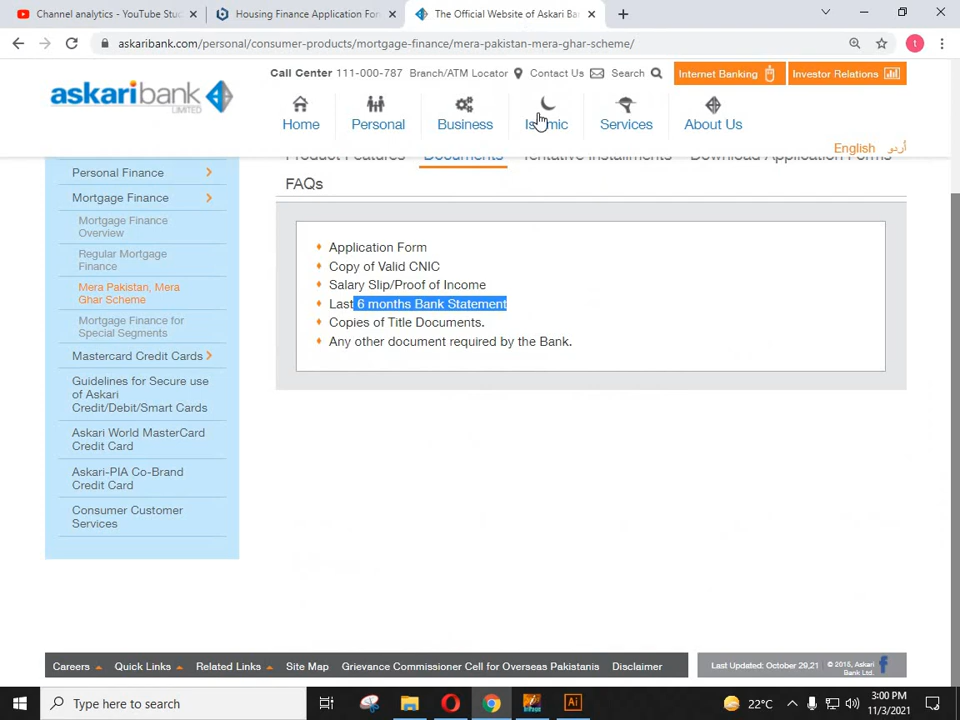 Channel analytics - YouTube Stu
Housing Finance Application For
The Official Website of Askari Ba
askaribank.com/personal/consumer-products/mortgage-finance/mera-pakistan-mera-ghar-scheme/
t
Call Center 111-000-787 Branch/ATM Locator Contact Us Search Internet Banking Investor Relations
askaribank
LIMITED
Home Personal Business Islamic Services About Us
English اُردو
Product Features Documents Tentative Installments Download Application Forms
FAQs
Personal Finance
Mortgage Finance
Mortgage Finance
Overview
Regular Mortgage
Finance
Mera Pakistan, Mera
Ghar Scheme
Mortgage Finance for
Special Segments
Mastercard Credit Cards
Guidelines for Secure use
of Askari
Credit/Debit/Smart Cards
Askari World MasterCard
Credit Card
Askari-PIA Co-Brand
Credit Card
Consumer Customer
Services
Application Form
Copy of Valid CNIC
Salary Slip/Proof of Income
Last 6 months Bank Statement
Copies of Title Documents.
Any other document required by the Bank.
Careers Quick Links Related Links Site Map Grievance Commissioner Cell for Overseas Pakistanis Disclaimer
Last Updated: October 29,21
© 2015, Askari
Bank Ltd.
Type here to search
Ai
22°C
3:00 PM
11/3/2021